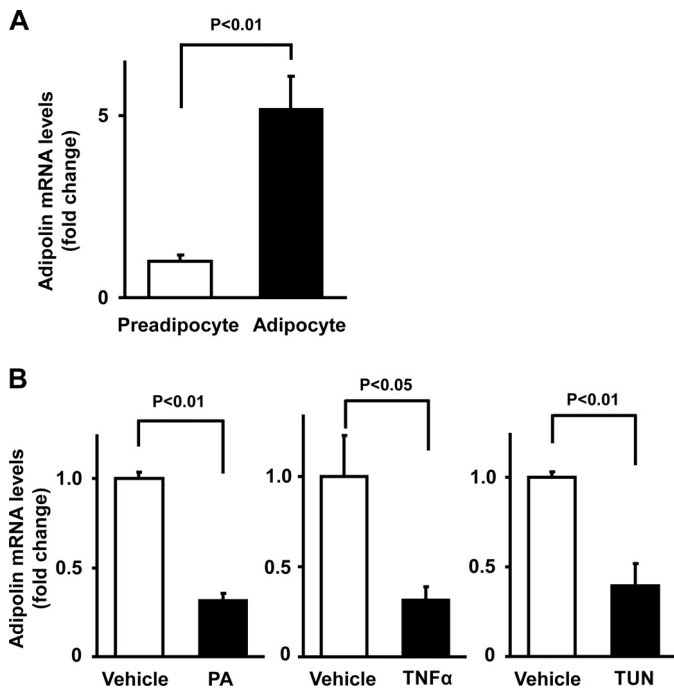 A
P<0.01
Adipolin mRNA levels
(fold change)
5
0
Preadipocyte Adipocyte
B
P<0.01
P<0.05
P<0.01
Adipolin mRNA levels
(fold change)
1.0
0.5
0
Vehicle PA
1.0
0.5
0
Vehicle TNFα
1.0
0.5
0
Vehicle TUN